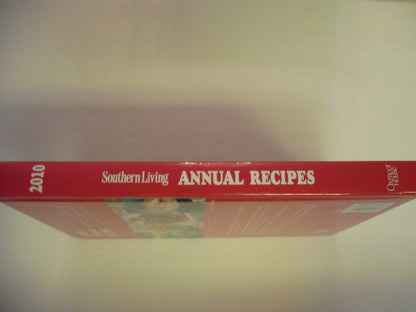 2010
Southern Living ANNUAL RECIPES
Oxmoor
House